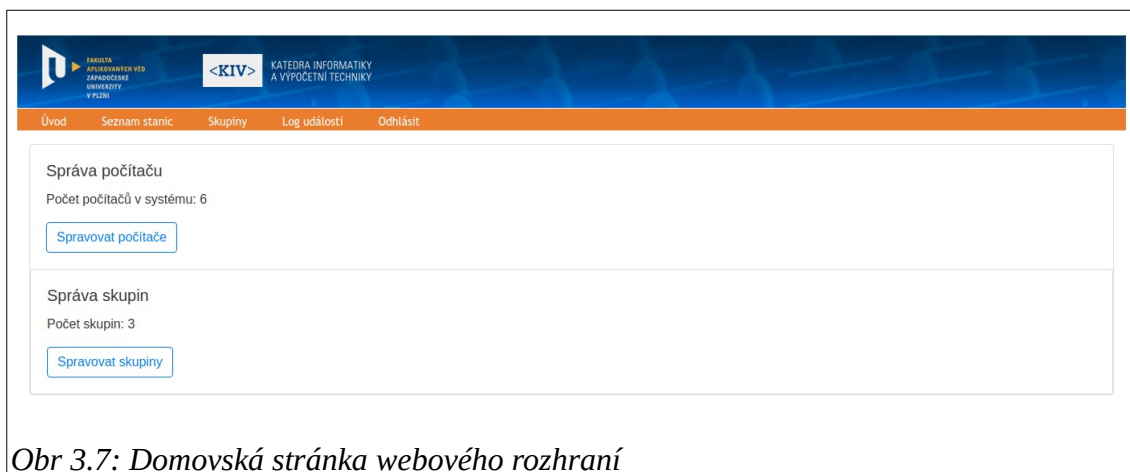 FAKULTA
APLIKOVANÝCH VĚD
ZÁPADOČESKÉ
UNIVERZITY
V PLZNI
<KIV>
KATEDRA INFORMATIKY
A VÝPOČETNÍ TECHNIKY
Úvod Seznam stanic Skupiny Log událostí Odhlásit
Správa počítaču
Počet počítačů v systému: 6
Spravovat počítače
Správa skupin
Počet skupin: 3
Spravovat skupiny
Obr 3.7: Domovská stránka webového rozhraní